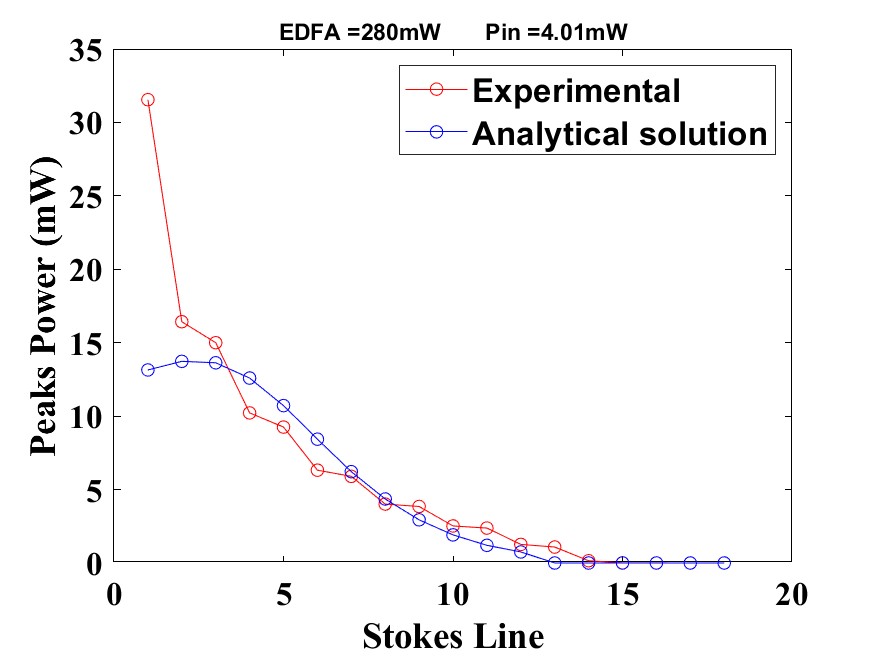 EDFA =280mW Pin =4.01mW
35
30
25
20
15
10
5
0
Peaks Power (mW)
Experimental
Analytical solution
0 5 10 15 20
Stokes Line